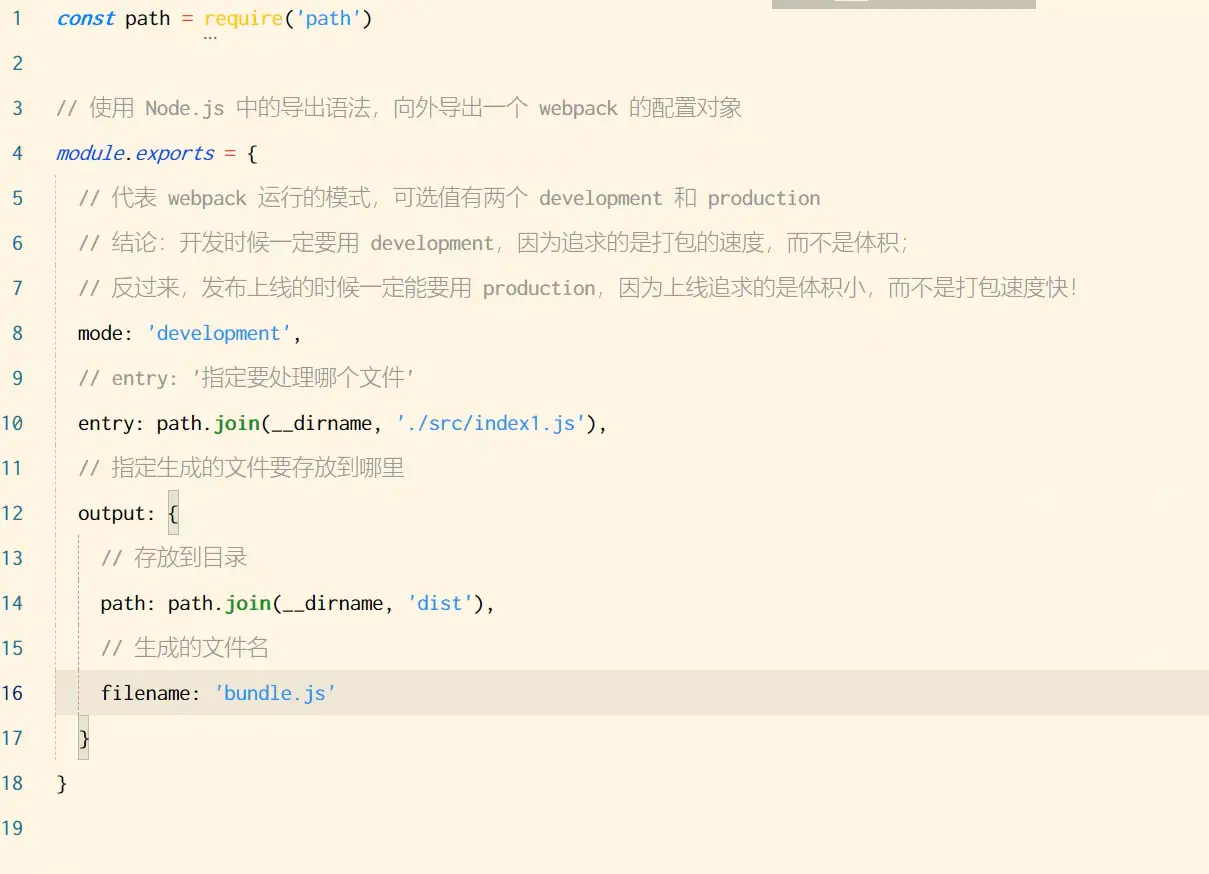 1 const path = require('path')
2
3 // 使用 Node.js 中的导出语法，向外导出一个 webpack 的配置对象
4 module.exports = {
5 // 代表 webpack 运行的模式，可选值有两个 development 和 production
6 // 结论：开发时候一定要用 development，因为追求的是打包的速度，而不是体积；
7 // 反过来，发布上线的时候一定能要用 production，因为上线追求的是体积小，而不是打包速度快！
8 mode: 'development',
9 // entry: '指定要处理哪个文件'
10 entry: path.join(__dirname, './src/index1.js'),
11 // 指定生成的文件要存放到哪里
12 output: {
13 // 存放到目录
14 path: path.join(__dirname, 'dist'),
15 // 生成的文件名
16 filename: 'bundle.js'
17 }
18 }
19